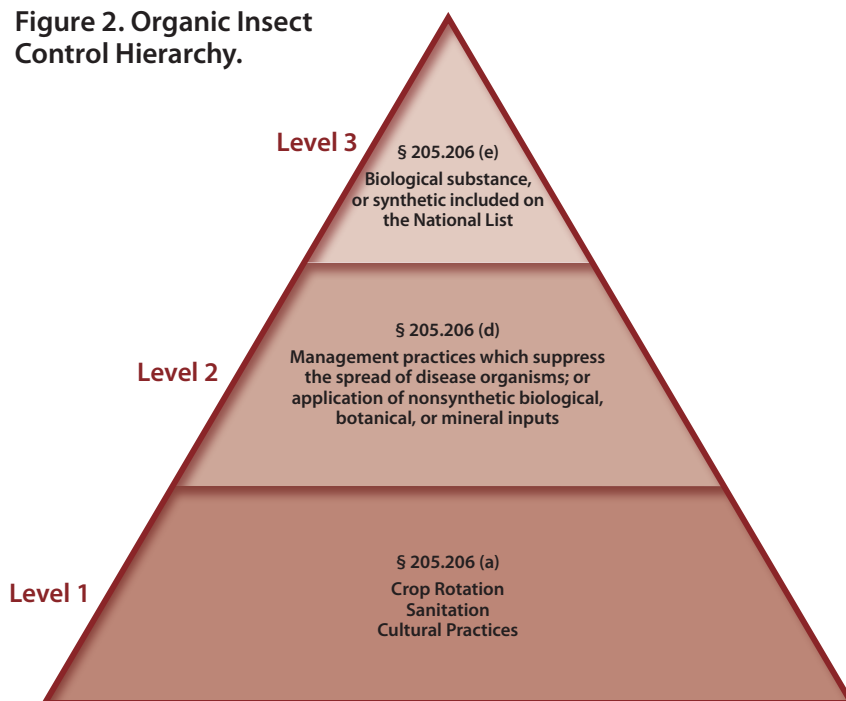 Figure 2. Organic Insect
Control Hierarchy.
Level 3
§ 205.206 (e)
Biological substance,
or synthetic included on
the National List
Level 2
§ 205.206 (d)
Management practices which suppress
the spread of disease organisms; or
application of nonsynthetic biological,
botanical, or mineral inputs
Level 1
§ 205.206 (a)
Crop Rotation
Sanitation
Cultural Practices